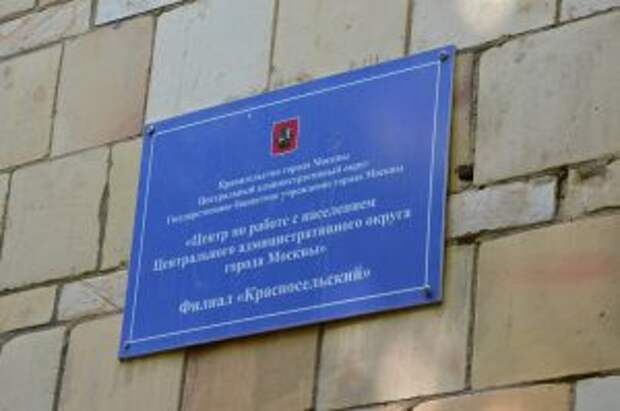 Правительство города Москвы
Центральный административный округ
Государственное бюджетное учреждение города Москвы
«Центр по работе с населением
Центрального административного округа
города Москвы»
Филиал «Красносельский»